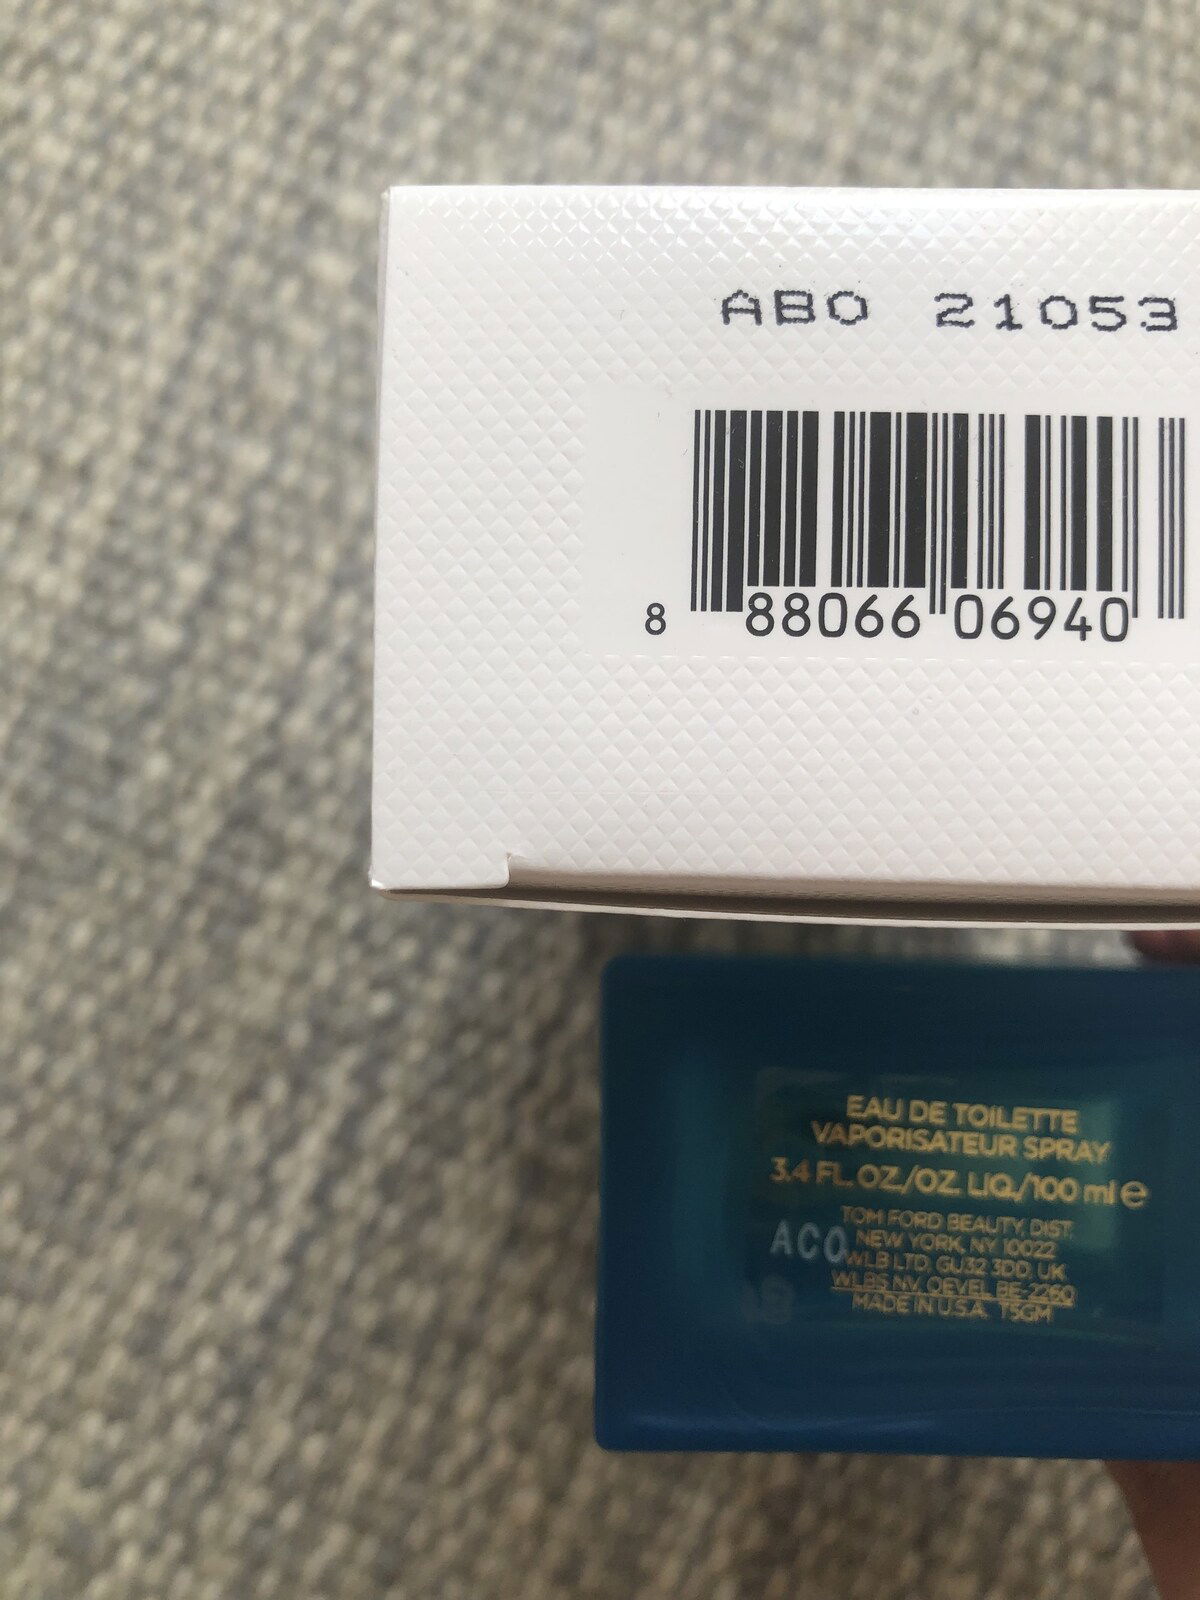 ABO 21053
8 88066 06940
EAU DE TOILETTE
VAPORISATEUR SPRAY
3.4 FL. OZ./OZ. LIQ./100 ml e
TOM FORD BEAUTY, DIST.
NEW YORK, NY 10022
ACO
WLB LTD, GU32 3DD, UK
WLBS NV, OEVEL BE-2260
MADE IN U.S.A. T5GM